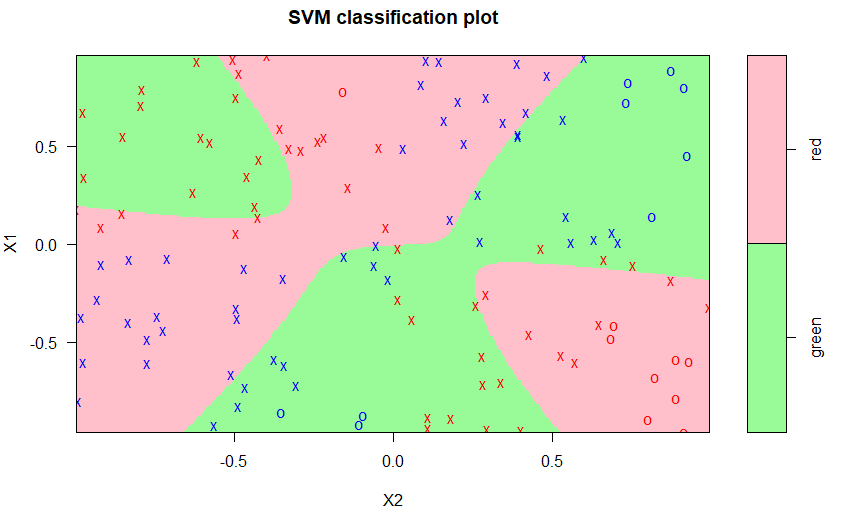 SVM classification plot
X1
0.5
0.0
-0.5
-0.5
0.0
0.5
X2
red
green